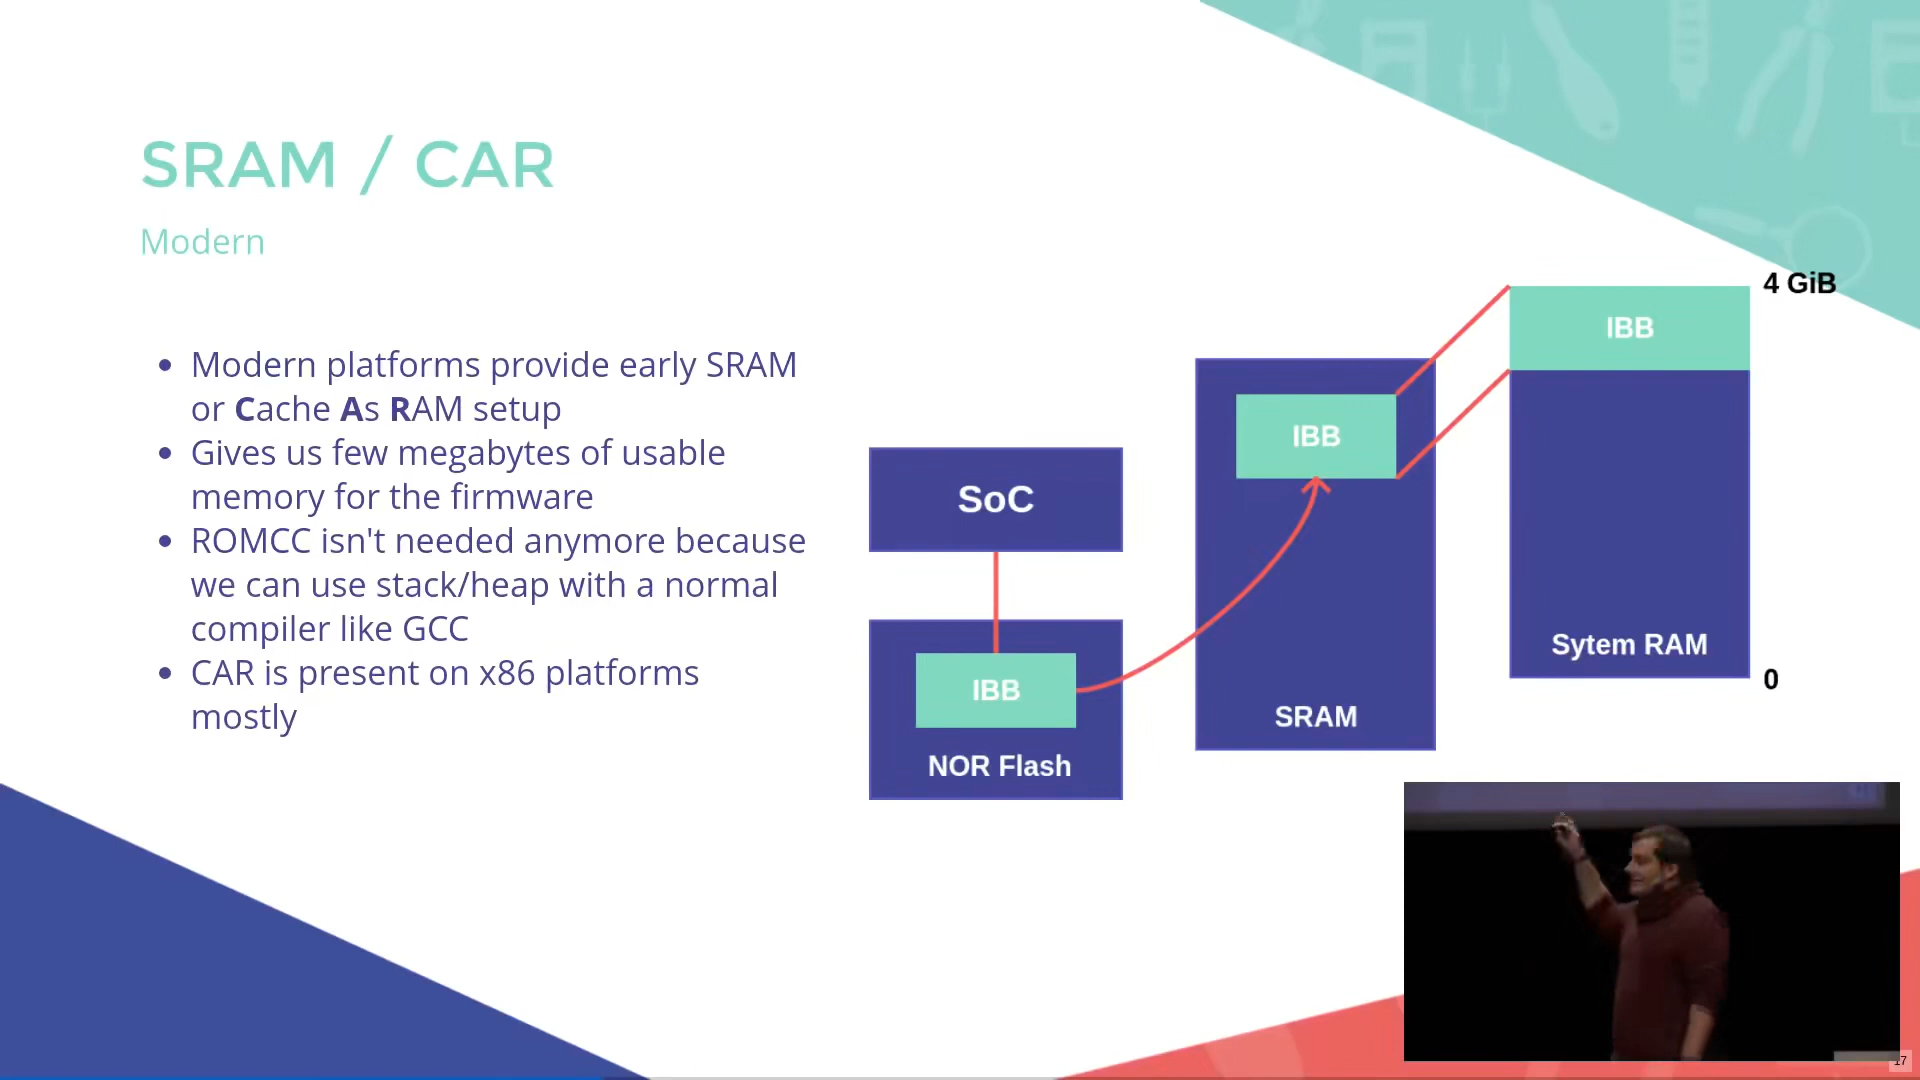 SRAM / CAR
Modern
Modern platforms provide early SRAM
or Cache As RAM setup
Gives us few megabytes of usable
memory for the firmware
ROMCC isn't needed anymore because
we can use stack/heap with a normal
compiler like GCC
CAR is present on x86 platforms
mostly
SoC
IBB
NOR Flash
IBB
SRAM
4 GiB
IBB
Sytem RAM
0
17